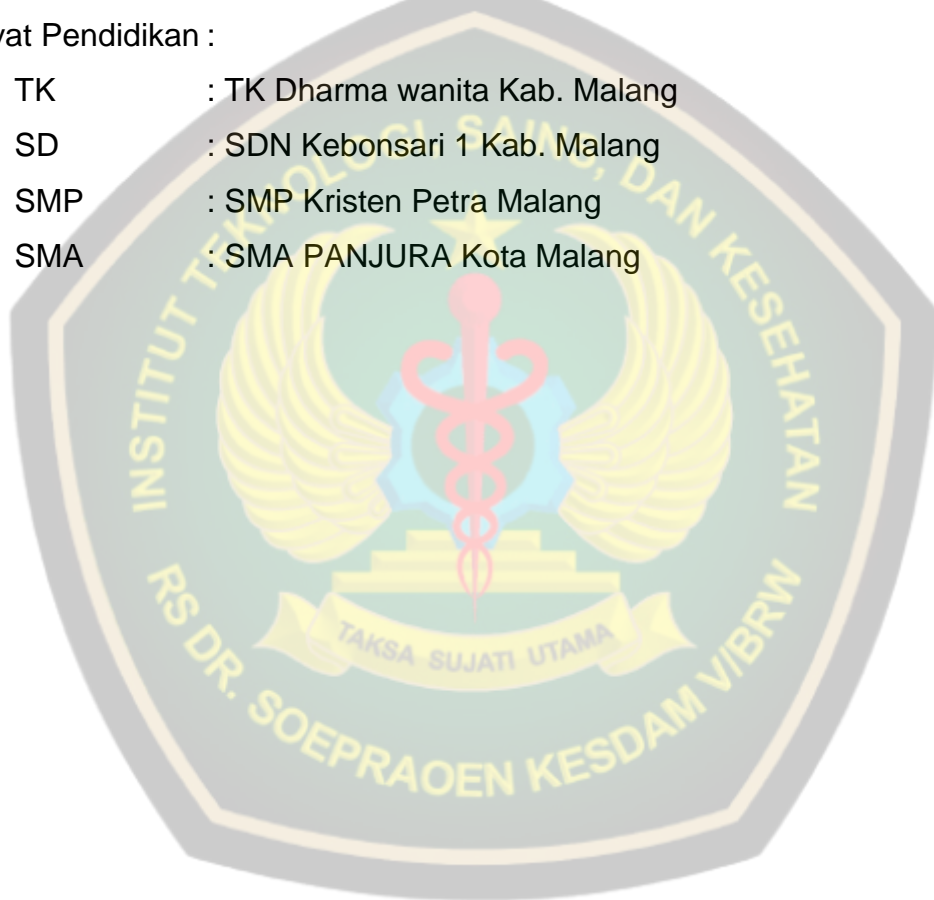 yat Pendidikan :
TK : TK Dharma wanita Kab. Malang
SD : SDN Kebonsari 1 Kab. Malang
SMP : SMP Kristen Petra Malang
SMA : SMA PANJURA Kota Malang
INSTITUT TEKNOLOGI, SAINS, DAN KESEHATAN
TAKSA SUJATI UTAMA
RS DR. SOEPRAOEN KESDAM V/BRW